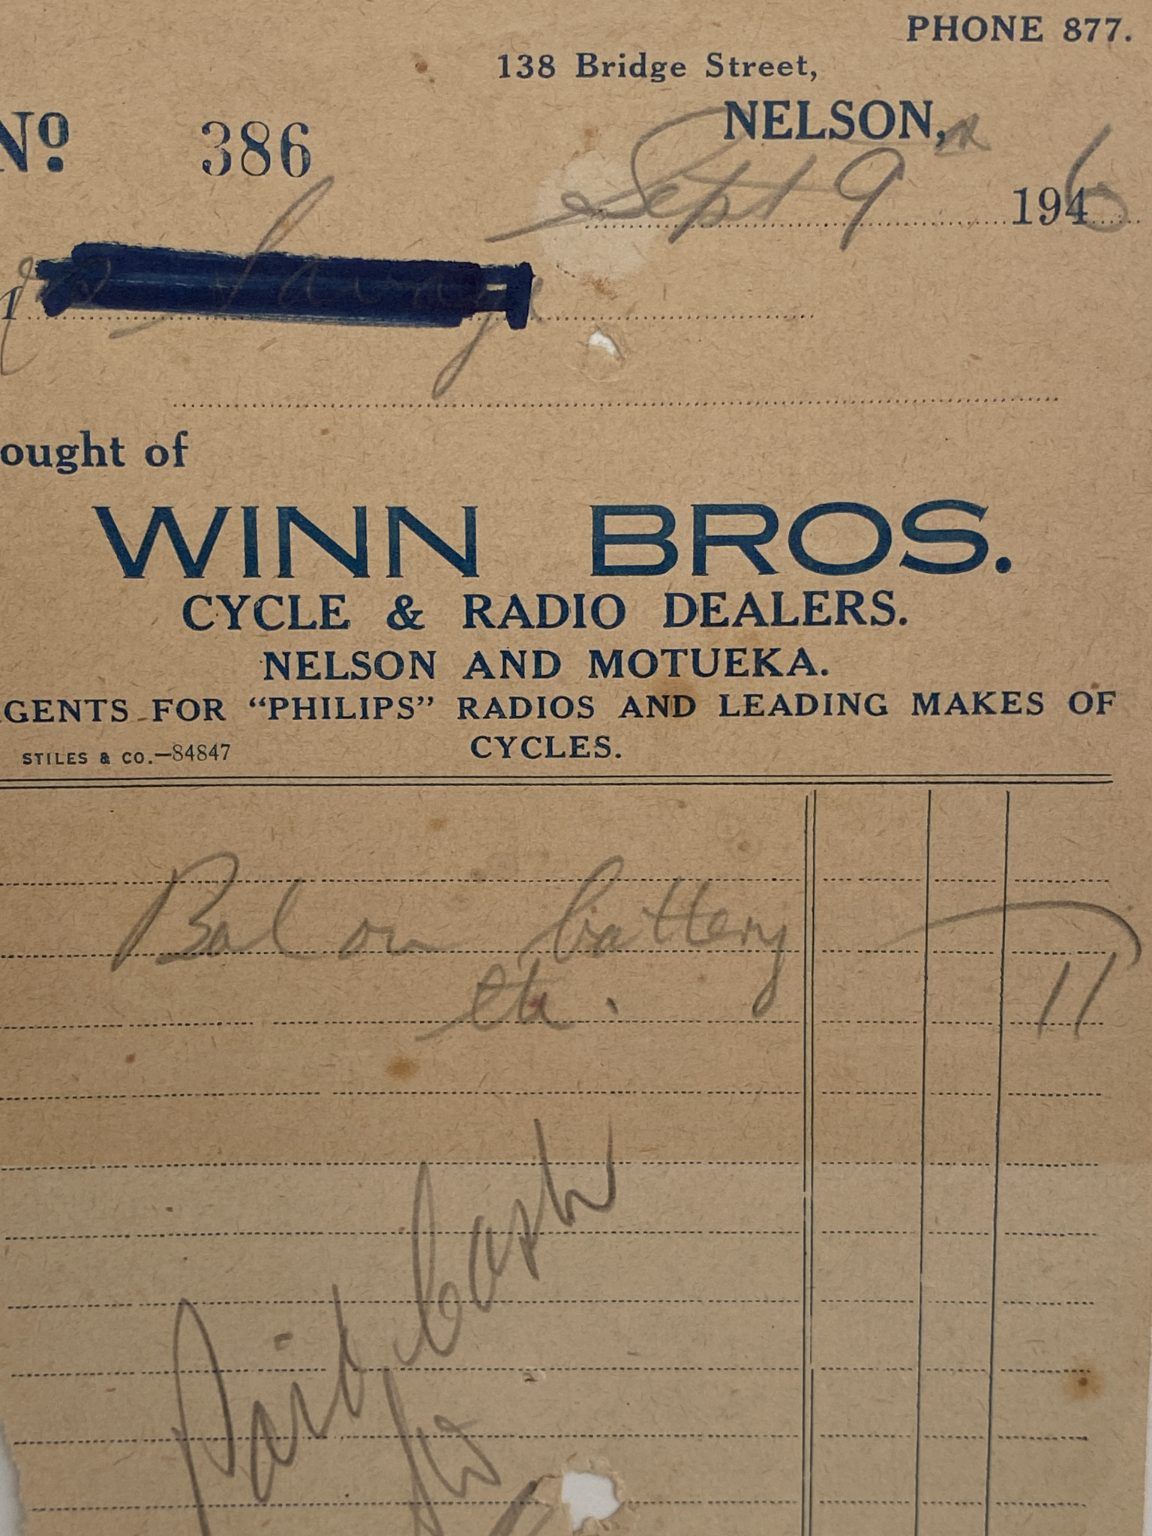 PHONE 877.
138 Bridge Street,
NELSON,
No 386
Sept 9th 1946
ought of
WINN BROS.
CYCLE & RADIO DEALERS.
NELSON AND MOTUEKA.
GENTS FOR "PHILIPS" RADIOS AND LEADING MAKES OF
STILES & CO.—84847 CYCLES.
Bal on battery
etc. 11
Paid Cash